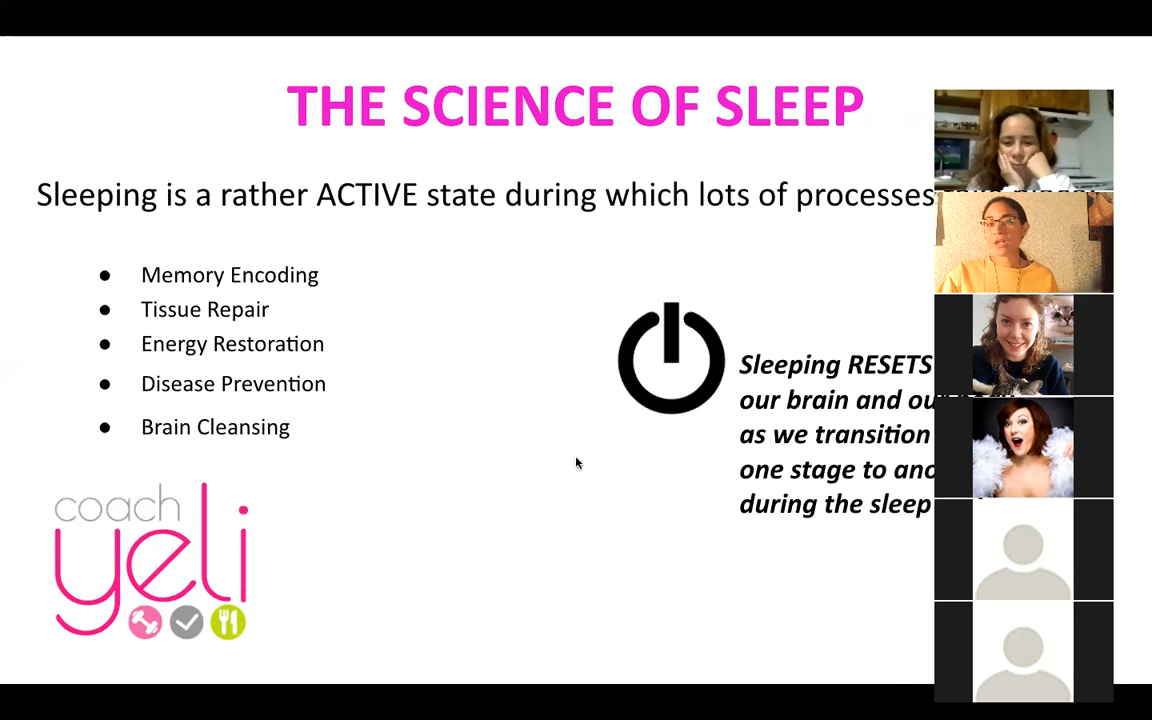 THE SCIENCE OF SLEEP
Sleeping is a rather ACTIVE state during which lots of processes
● Memory Encoding
● Tissue Repair
● Energy Restoration
● Disease Prevention
● Brain Cleansing
Sleeping RESETS
our brain and our
as we transition
one stage to
during the sleep
coach
yeli